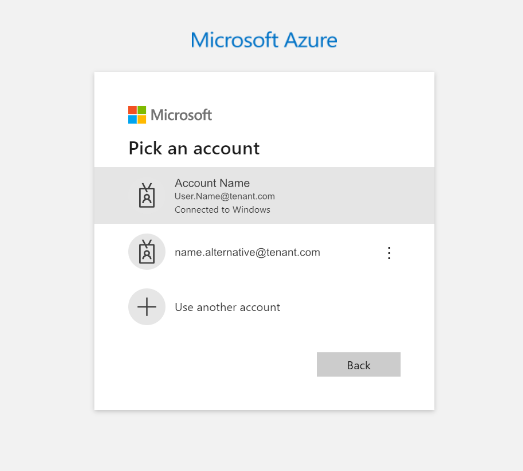 Microsoft Azure
Microsoft
Pick an account
Account Name
User.Name@tenant.com
Connected to Windows
name.alternative@tenant.com
Use another account
Back